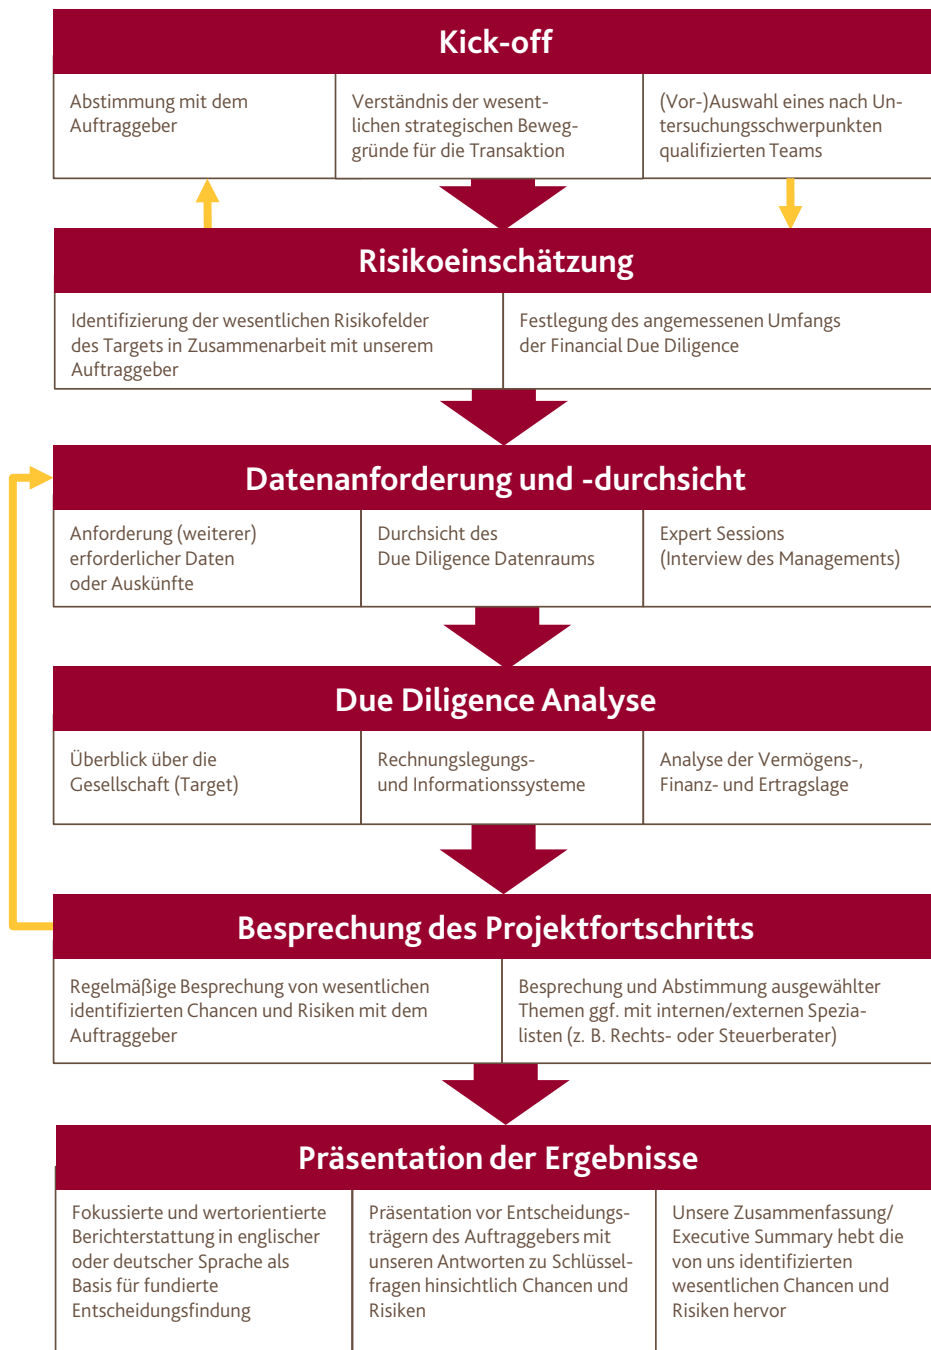 Kick-off
Abstimmung mit dem
Auftraggeber
Verständnis der wesent-
lichen strategischen Beweg-
gründe für die Transaktion
(Vor-)Auswahl eines nach Un-
tersuchungsschwerpunkten
qualifizierten Teams
Risikoeinschätzung
Identifizierung der wesentlichen Risikofelder
des Targets in Zusammenarbeit mit unserem
Auftraggeber
Festlegung des angemessenen Umfangs
der Financial Due Diligence
Datenanforderung und -durchsicht
Anforderung (weiterer)
erforderlicher Daten
oder Auskünfte
Durchsicht des
Due Diligence Datenraums
Expert Sessions
(Interview des Managements)
Due Diligence Analyse
Überblick über die
Gesellschaft (Target)
Rechnungslegungs-
und Informationssysteme
Analyse der Vermögens-,
Finanz- und Ertragslage
Besprechung des Projektfortschritts
Regelmäßige Besprechung von wesentlichen
identifizierten Chancen und Risiken mit dem
Auftraggeber
Besprechung und Abstimmung ausgewählter
Themen ggf. mit internen/externen Spezia-
listen (z. B. Rechts- oder Steuerberater)
Präsentation der Ergebnisse
Fokussierte und wertorientierte
Berichterstattung in englischer
oder deutscher Sprache als
Basis für fundierte
Entscheidungsfindung
Präsentation vor Entscheidungs-
trägern des Auftraggebers mit
unseren Antworten zu Schlüssel-
fragen hinsichtlich Chancen und
Risiken
Unsere Zusammenfassung/
Executive Summary hebt die
von uns identifizierten
wesentlichen Chancen und
Risiken hervor